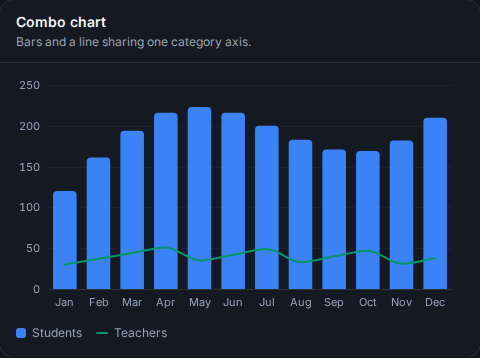 Combo chart
Bars and a line sharing one category axis.
250
200
150
100
50
0
Jan Feb Mar Apr May Jun Jul Aug Sep Oct Nov Dec
Students Teachers